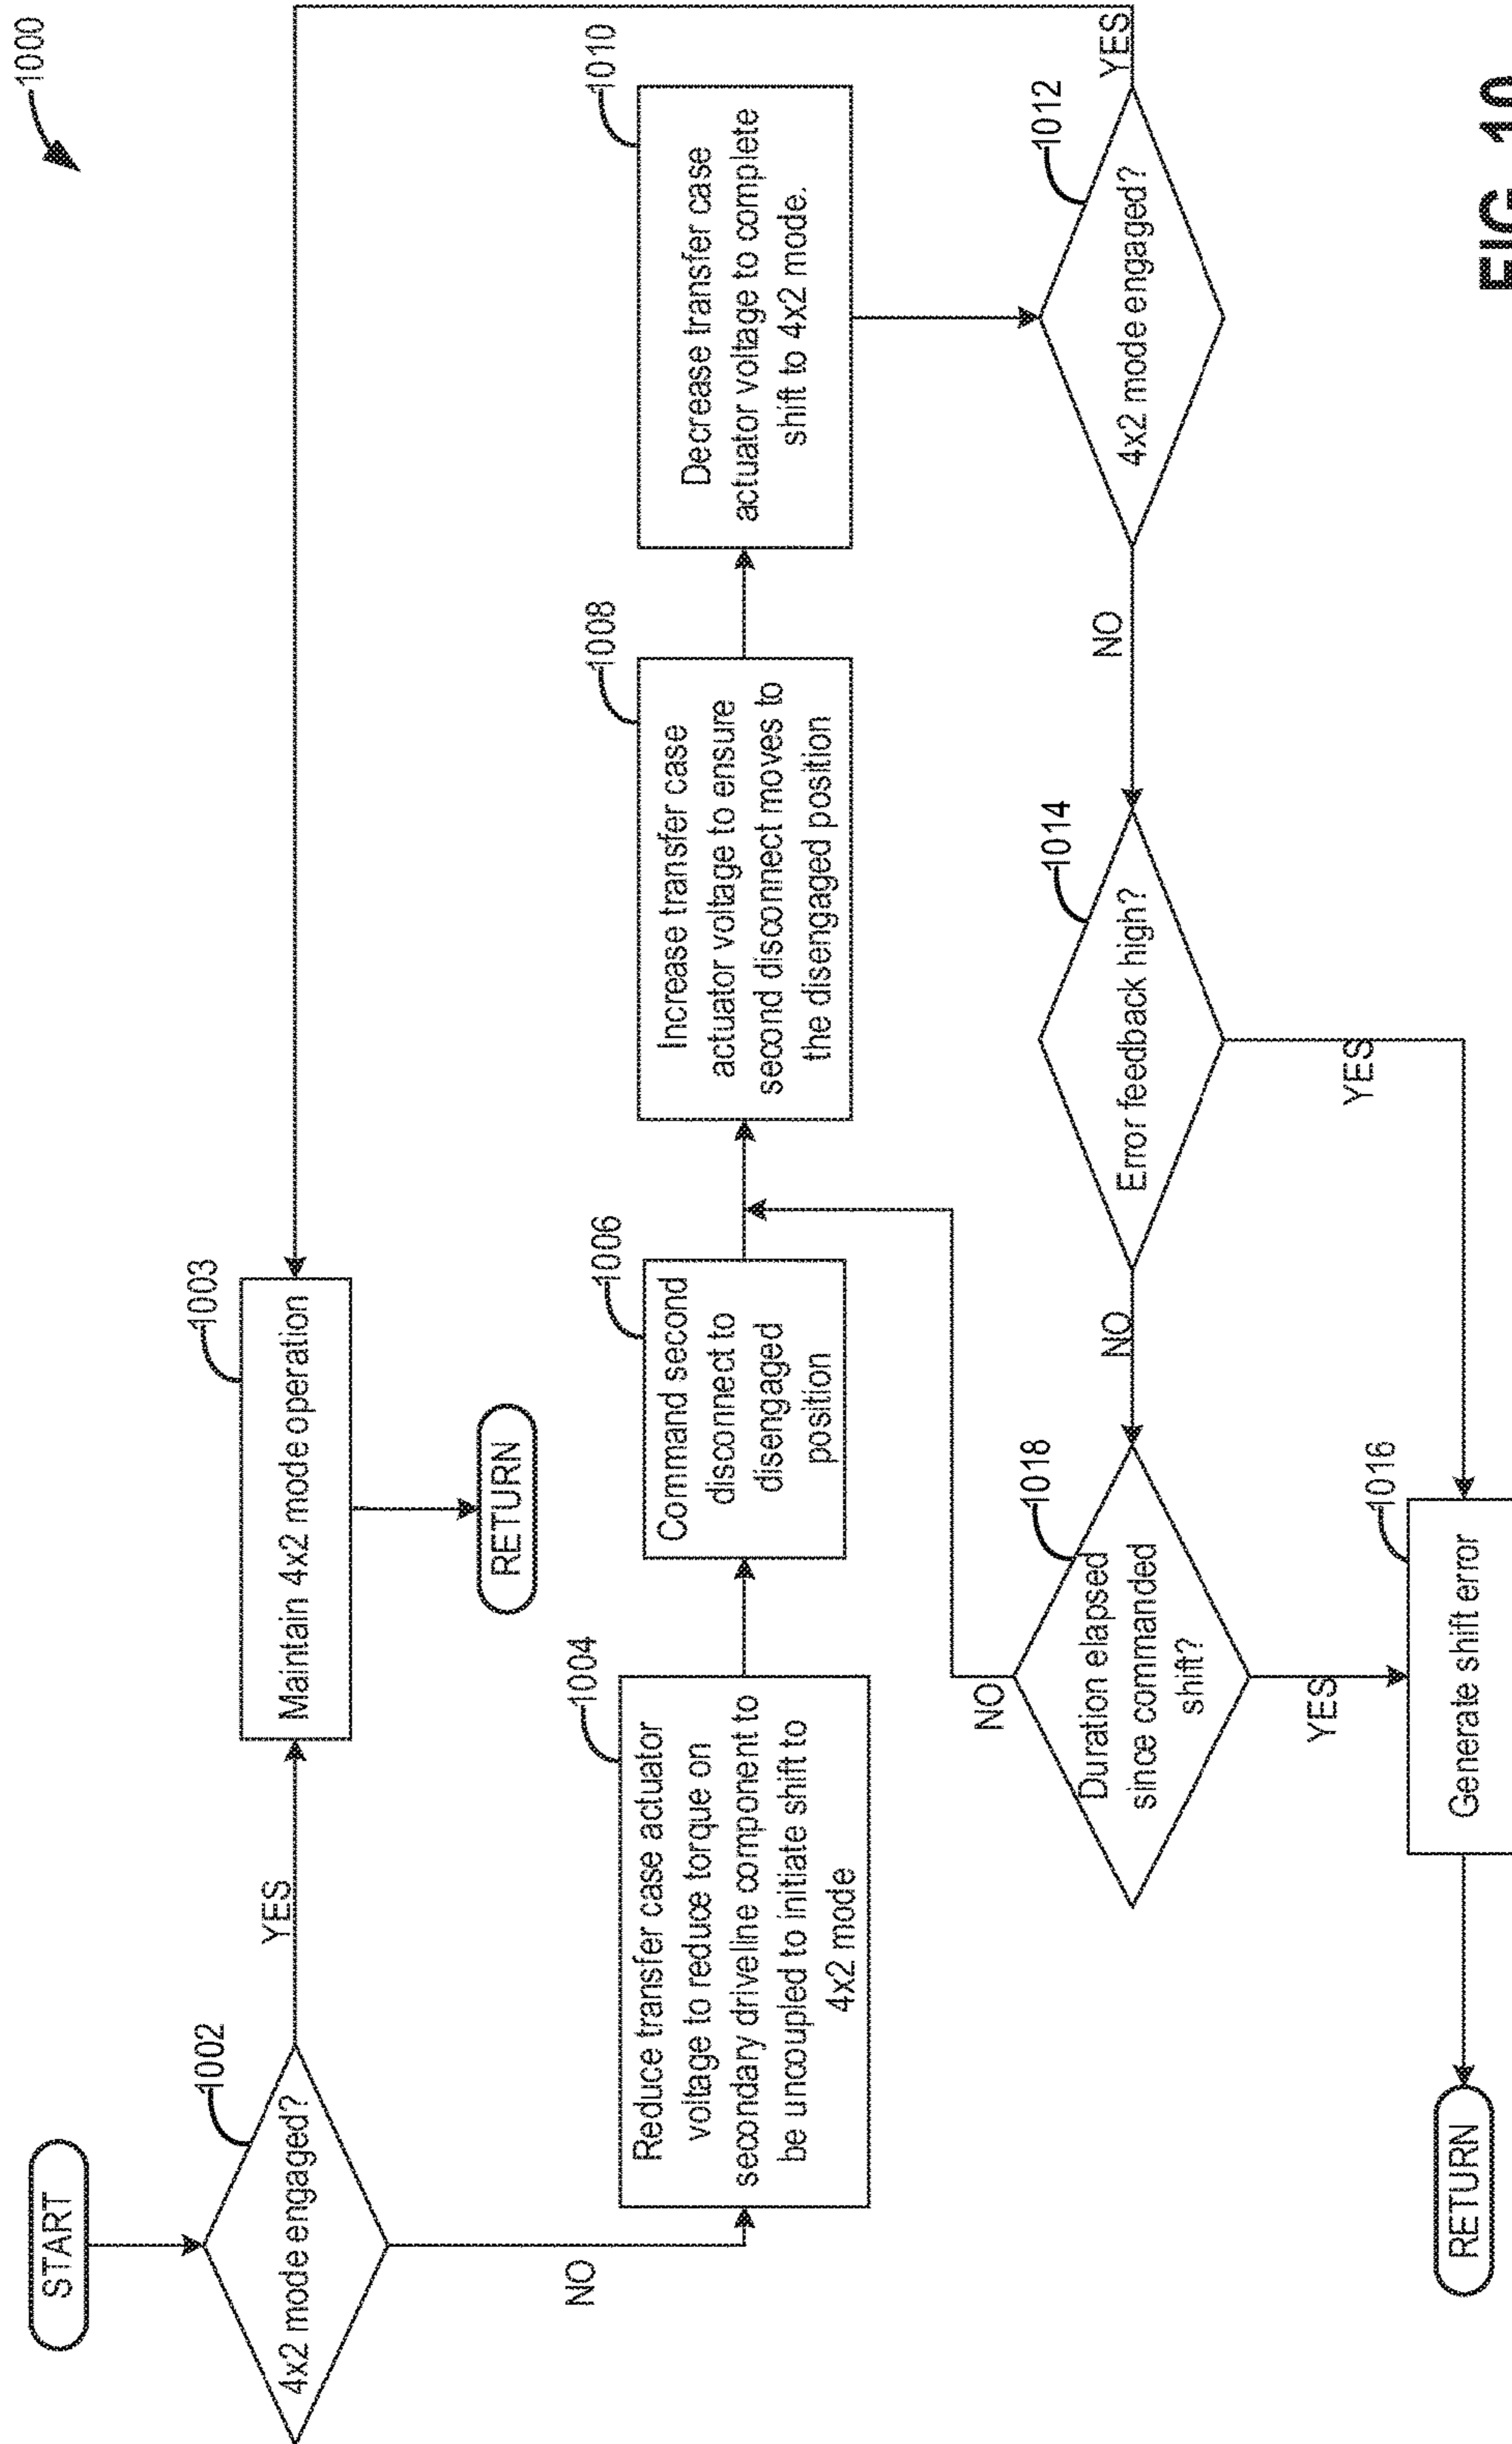 1000
START
1002
4x2 mode engaged?
YES
NO
1003
Maintain 4x2 mode operation
RETURN
1004
Reduce transfer case actuator
voltage to reduce torque on
secondary driveline component to
be uncoupled to initiate shift to
4x2 mode
1006
Command second
disconnect to
disengaged
position
1008
Increase transfer case
actuator voltage to ensure
second disconnect moves to
the disengaged position
1010
Decrease transfer case
actuator voltage to complete
shift to 4x2 mode.
1012
4x2 mode engaged?
YES
NO
1014
Error feedback high?
YES
NO
1018
Duration elapsed
since commanded
shift?
NO
YES
1016
Generate shift error
RETURN
FIG. 10